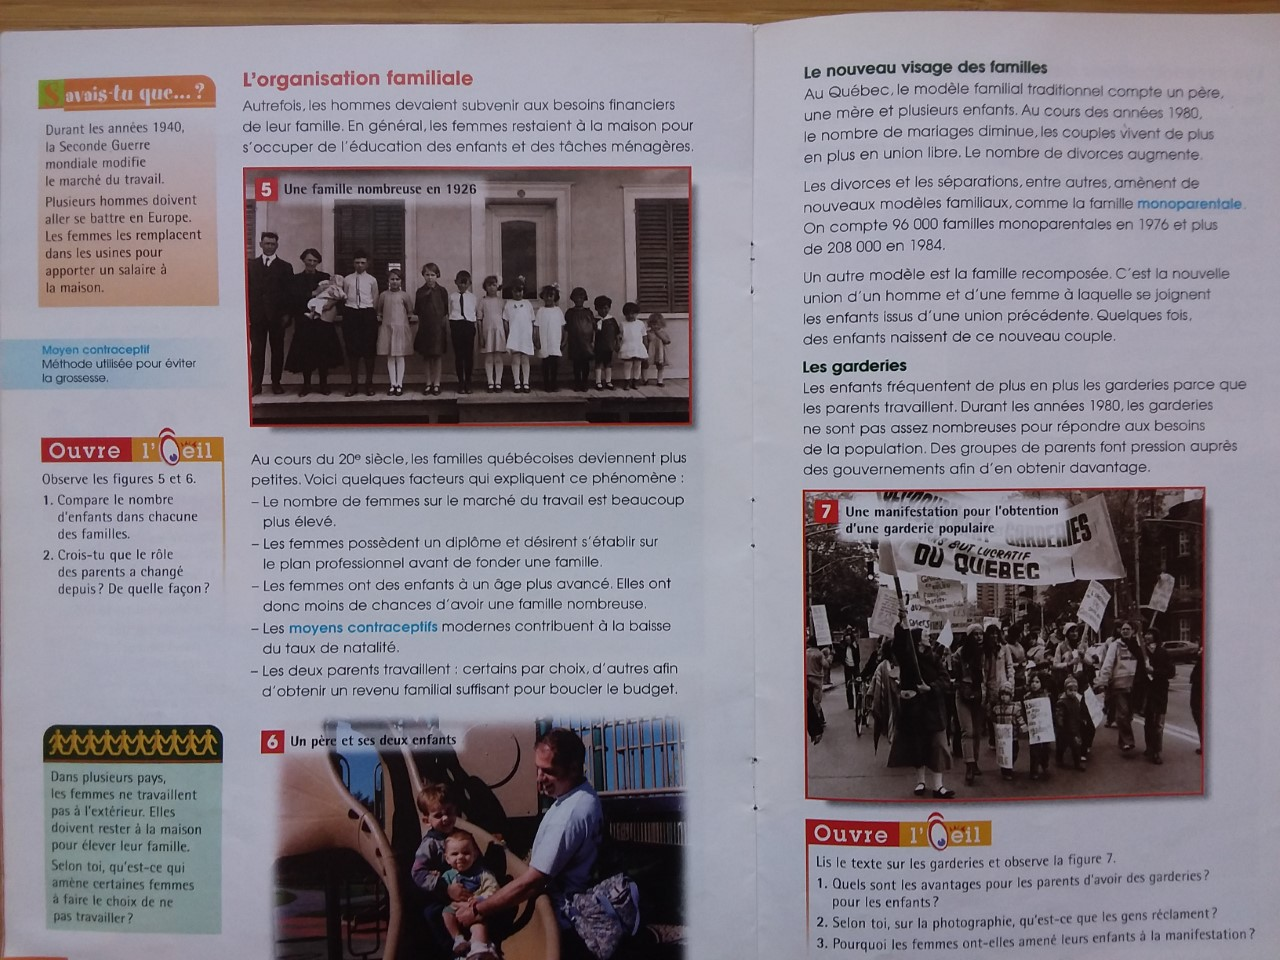 Savais-tu que...?
Durant les années 1940,
la Seconde Guerre
mondiale modifie
le marché du travail.
Plusieurs hommes doivent
aller se battre en Europe.
Les femmes les remplacent
dans les usines pour
apporter un salaire à
la maison.
Moyen contraceptif
Méthode utilisée pour éviter
la grossesse.
Ouvre l'Oeil
Observe les figures 5 et 6.
1. Compare le nombre
d'enfants dans chacune
des familles.
2. Crois-tu que le rôle
des parents a changé
depuis? De quelle façon?
Dans plusieurs pays,
les femmes ne travaillent
pas à l'extérieur. Elles
doivent rester à la maison
pour élever leur famille.
Selon toi, qu'est-ce qui
amène certaines femmes
à faire le choix de ne
pas travailler?
L'organisation familiale
Autrefois, les hommes devaient subvenir aux besoins financiers
de leur famille. En général, les femmes restaient à la maison pour
s'occuper de l'éducation des enfants et des tâches ménagères.
5 Une famille nombreuse en 1926
Au cours du 20e siècle, les familles québécoises deviennent plus
petites. Voici quelques facteurs qui expliquent ce phénomène :
– Le nombre de femmes sur le marché du travail est beaucoup
plus élevé.
– Les femmes possèdent un diplôme et désirent s'établir sur
le plan professionnel avant de fonder une famille.
– Les femmes ont des enfants à un âge plus avancé. Elles ont
donc moins de chances d'avoir une famille nombreuse.
– Les moyens contraceptifs modernes contribuent à la baisse
du taux de natalité.
– Les deux parents travaillent : certains par choix, d'autres afin
d'obtenir un revenu familial suffisant pour boucler le budget.
6 Un père et ses deux enfants
Le nouveau visage des familles
Au Québec, le modèle familial traditionnel compte un père,
une mère et plusieurs enfants. Au cours des années 1980,
le nombre de mariages diminue, les couples vivent de plus
en plus en union libre. Le nombre de divorces augmente.
Les divorces et les séparations, entre autres, amènent de
nouveaux modèles familiaux, comme la famille monoparentale.
On compte 96 000 familles monoparentales en 1976 et plus
de 208 000 en 1984.
Un autre modèle est la famille recomposée. C'est la nouvelle
union d'un homme et d'une femme à laquelle se joignent
les enfants issus d'une union précédente. Quelques fois,
des enfants naissent de ce nouveau couple.
Les garderies
Les enfants fréquentent de plus en plus les garderies parce que
les parents travaillent. Durant les années 1980, les garderies
ne sont pas assez nombreuses pour répondre aux besoins
de la population. Des groupes de parents font pression auprès
des gouvernements afin d'en obtenir davantage.
7 Une manifestation pour l'obtention
d'une garderie populaire
GARDERIES
BUT LUCRATIF
DU QUEBEC
Ouvre l'Oeil
Lis le texte sur les garderies et observe la figure 7.
1. Quels sont les avantages pour les parents d'avoir des garderies?
pour les enfants?
2. Selon toi, sur la photographie, qu'est-ce que les gens réclament?
3. Pourquoi les femmes ont-elles amené leurs enfants à la manifestation?